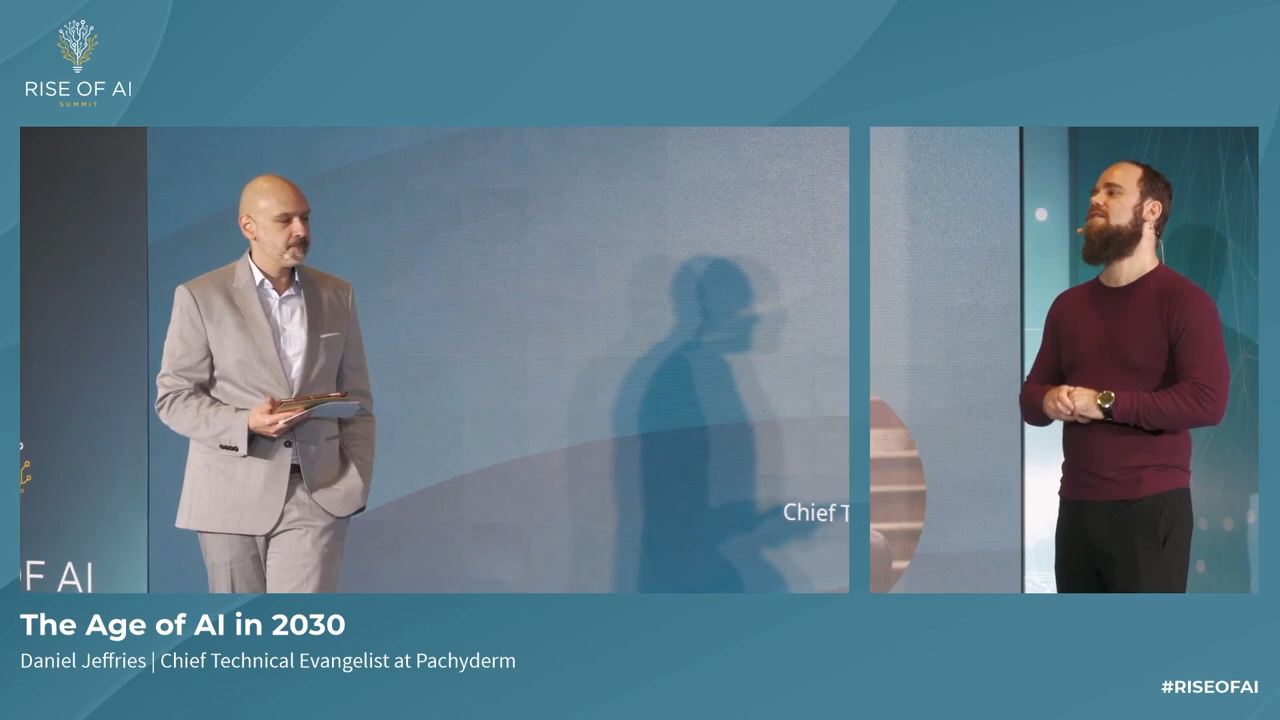 RISE OF AI
SUMMIT
Chief T
F AI
The Age of AI in 2030
Daniel Jeffries | Chief Technical Evangelist at Pachyderm
#RISEOFAI